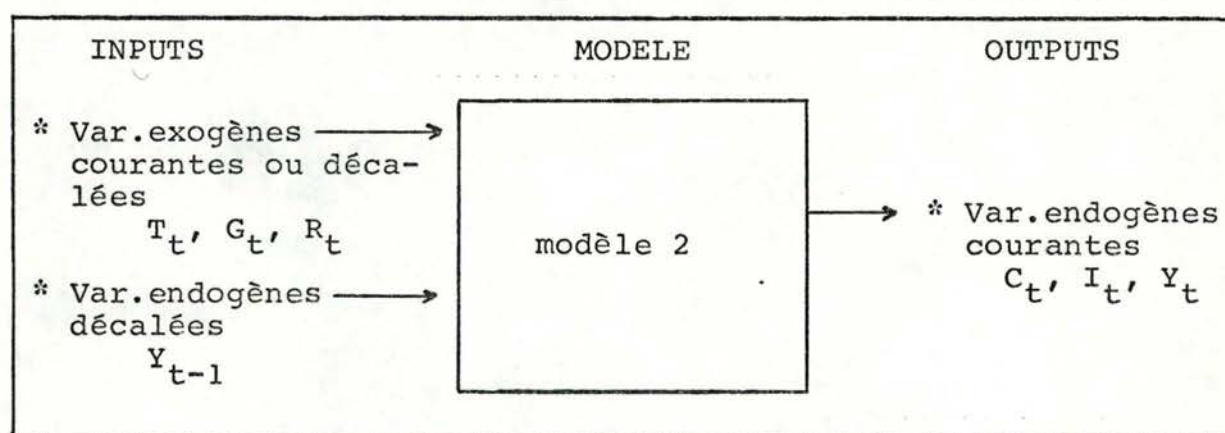 INPUTS MODELE OUTPUTS
* Var.exogènes
courantes ou déca-
lées
T_t, G_t, R_t
* Var.endogènes
décalées
Y_{t-1}
modèle 2
* Var.endogènes
courantes
C_t, I_t, Y_t